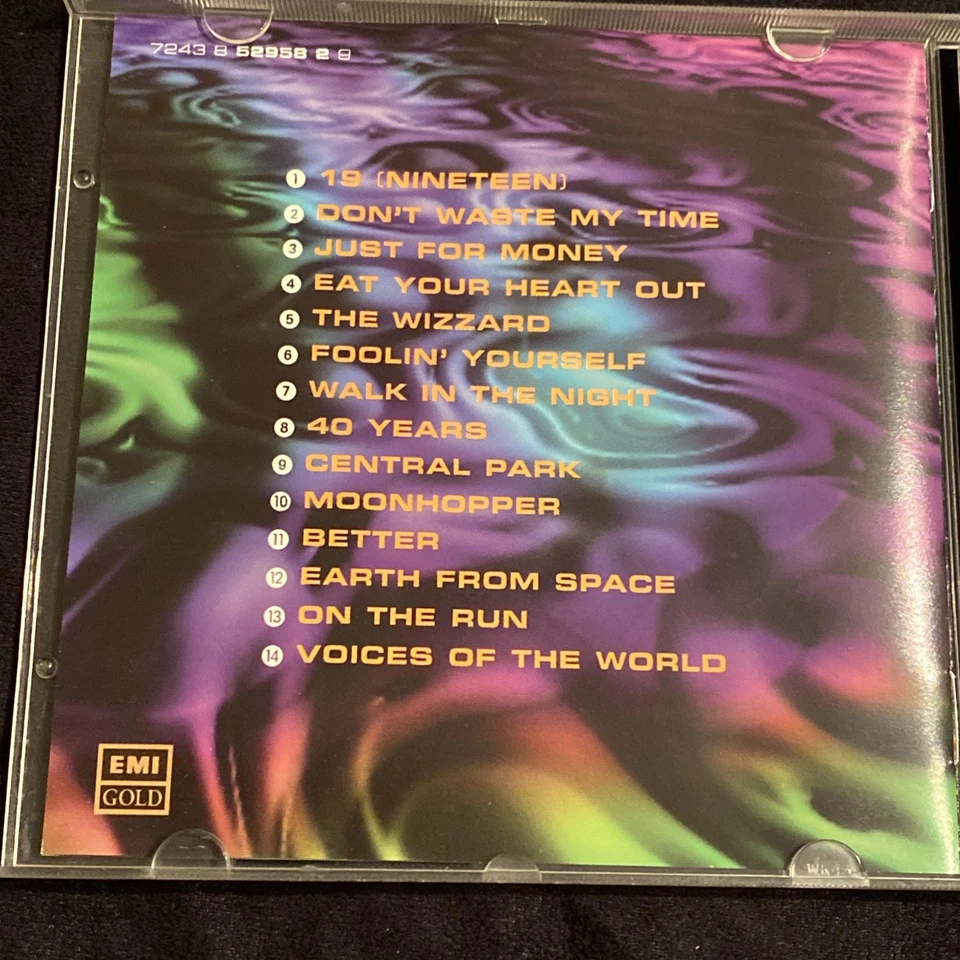 7243 8 52958 2 9
1 19 (NINETEEN)
2 DON'T WASTE MY TIME
3 JUST FOR MONEY
4 EAT YOUR HEART OUT
5 THE WIZZARD
6 FOOLIN' YOURSELF
7 WALK IN THE NIGHT
8 40 YEARS
9 CENTRAL PARK
10 MOONHOPPER
11 BETTER
12 EARTH FROM SPACE
13 ON THE RUN
14 VOICES OF THE WORLD
EMI
GOLD